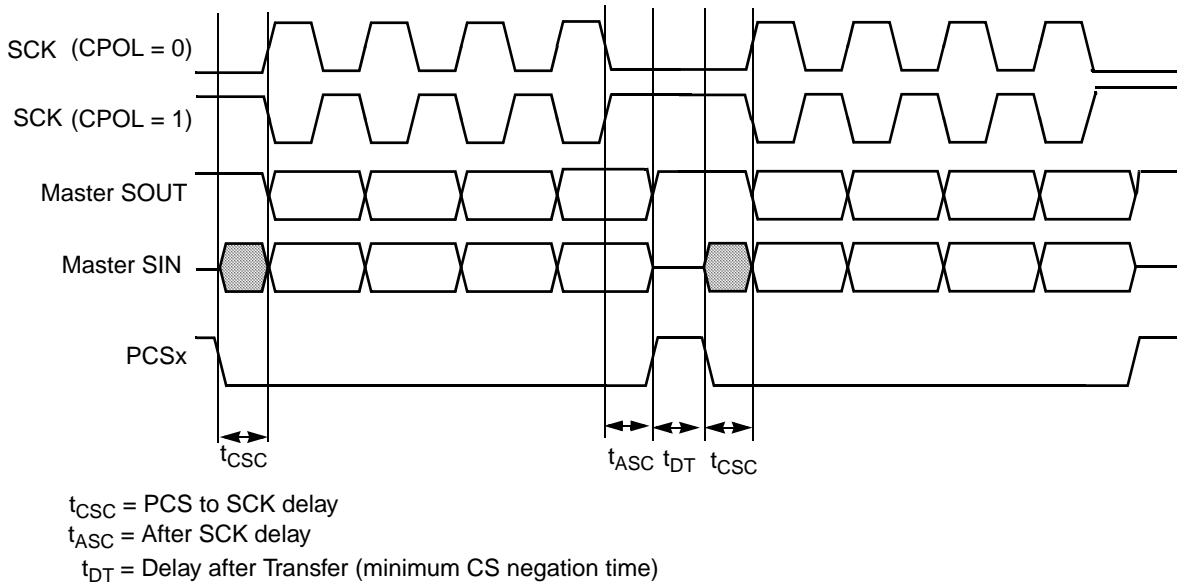 SCK (CPOL = 0)
SCK (CPOL = 1)
Master SOUT
Master SIN
PCSx
tCSC
tASC
tDT
tCSC
tCSC = PCS to SCK delay
tASC = After SCK delay
tDT = Delay after Transfer (minimum CS negation time)